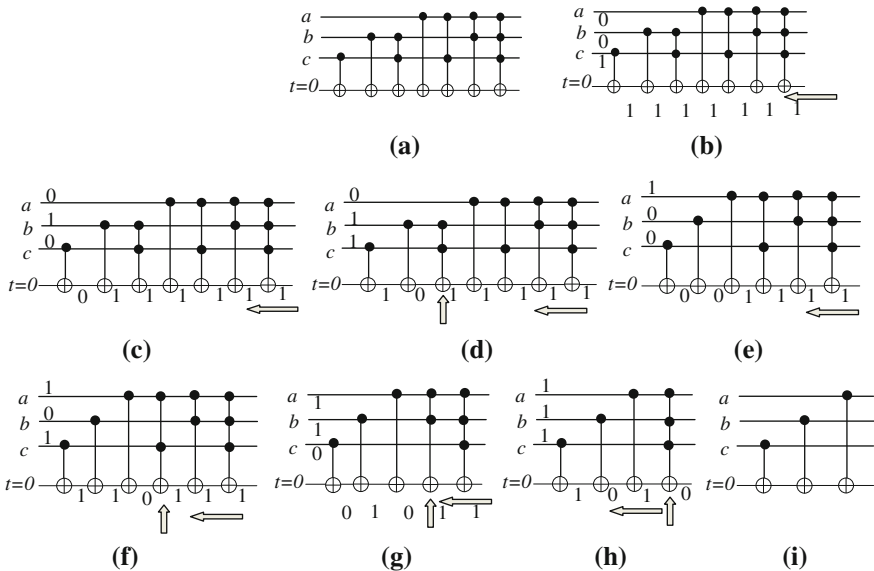 a
b
c
t=0
(a)
a 0
b 0
c 1
t=0
1 1 1 1 1 1 1
(b)
a 0
b 1
c 0
t=0 0 1 1 1 1 1 1
(c)
a 0
b 1
c 1
t=0 1 0 1 1 1 1 1
(d)
a 1
b 0
c 0
t=0 0 0 1 1 1 1
(e)
a 1
b 0
c 1
t=0 1 1 0 1 1 1
(f)
a 1
b 1
c 0
t=0
0 1 0 1 1
(g)
a 1
b 1
c 1
t=0 1 0 1 0
(h)
a
b
c
t=0
(i)